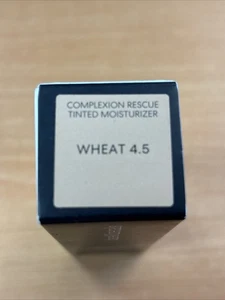 COMPLEXION RESCUE
TINTED MOISTURIZER
WHEAT 4.5